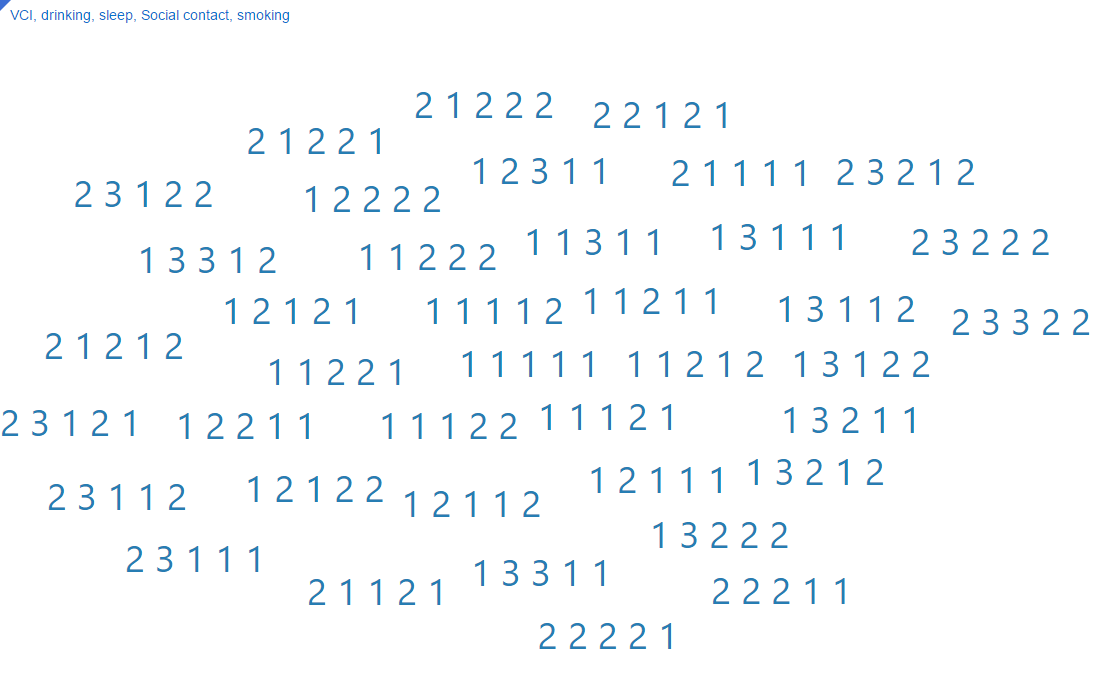 VCI, drinking, sleep, Social contact, smoking
2 1 2 2 2
2 2 1 2 1
2 1 2 2 1
1 2 3 1 1
2 1 1 1 1
2 3 2 1 2
2 3 1 2 2
1 2 2 2 2
1 1 3 1 1
1 3 1 1 1
2 3 2 2 2
1 3 3 1 2
1 1 2 2 2
1 2 1 2 1
1 1 1 1 2
1 1 2 1 1
1 3 1 1 2
2 3 3 2 2
2 1 2 1 2
1 1 2 2 1
1 1 1 1 1
1 1 2 1 2
1 3 1 2 2
2 3 1 2 1
1 2 2 1 1
1 1 1 2 2
1 1 1 2 1
1 3 2 1 1
2 3 1 1 2
1 2 1 2 2
1 2 1 1 2
1 2 1 1 1
1 3 2 1 2
1 3 2 2 2
2 3 1 1 1
2 1 1 2 1
1 3 3 1 1
2 2 2 1 1
2 2 2 2 1